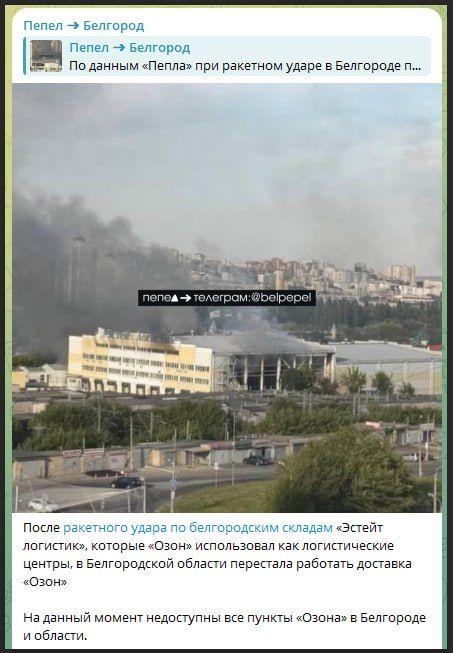 Пепел ➔ Белгород
Пепел ➔ Белгород
По данным «Пепла» при ракетном ударе в Белгороде п...
пепел ➔ телеграм:@belpepel
После ракетного удара по белгородским складам «Эстейт
логистик», которые «Озон» использовал как логистические
центры, в Белгородской области перестала работать доставка
«Озон»
На данный момент недоступны все пункты «Озона» в Белгороде
и области.